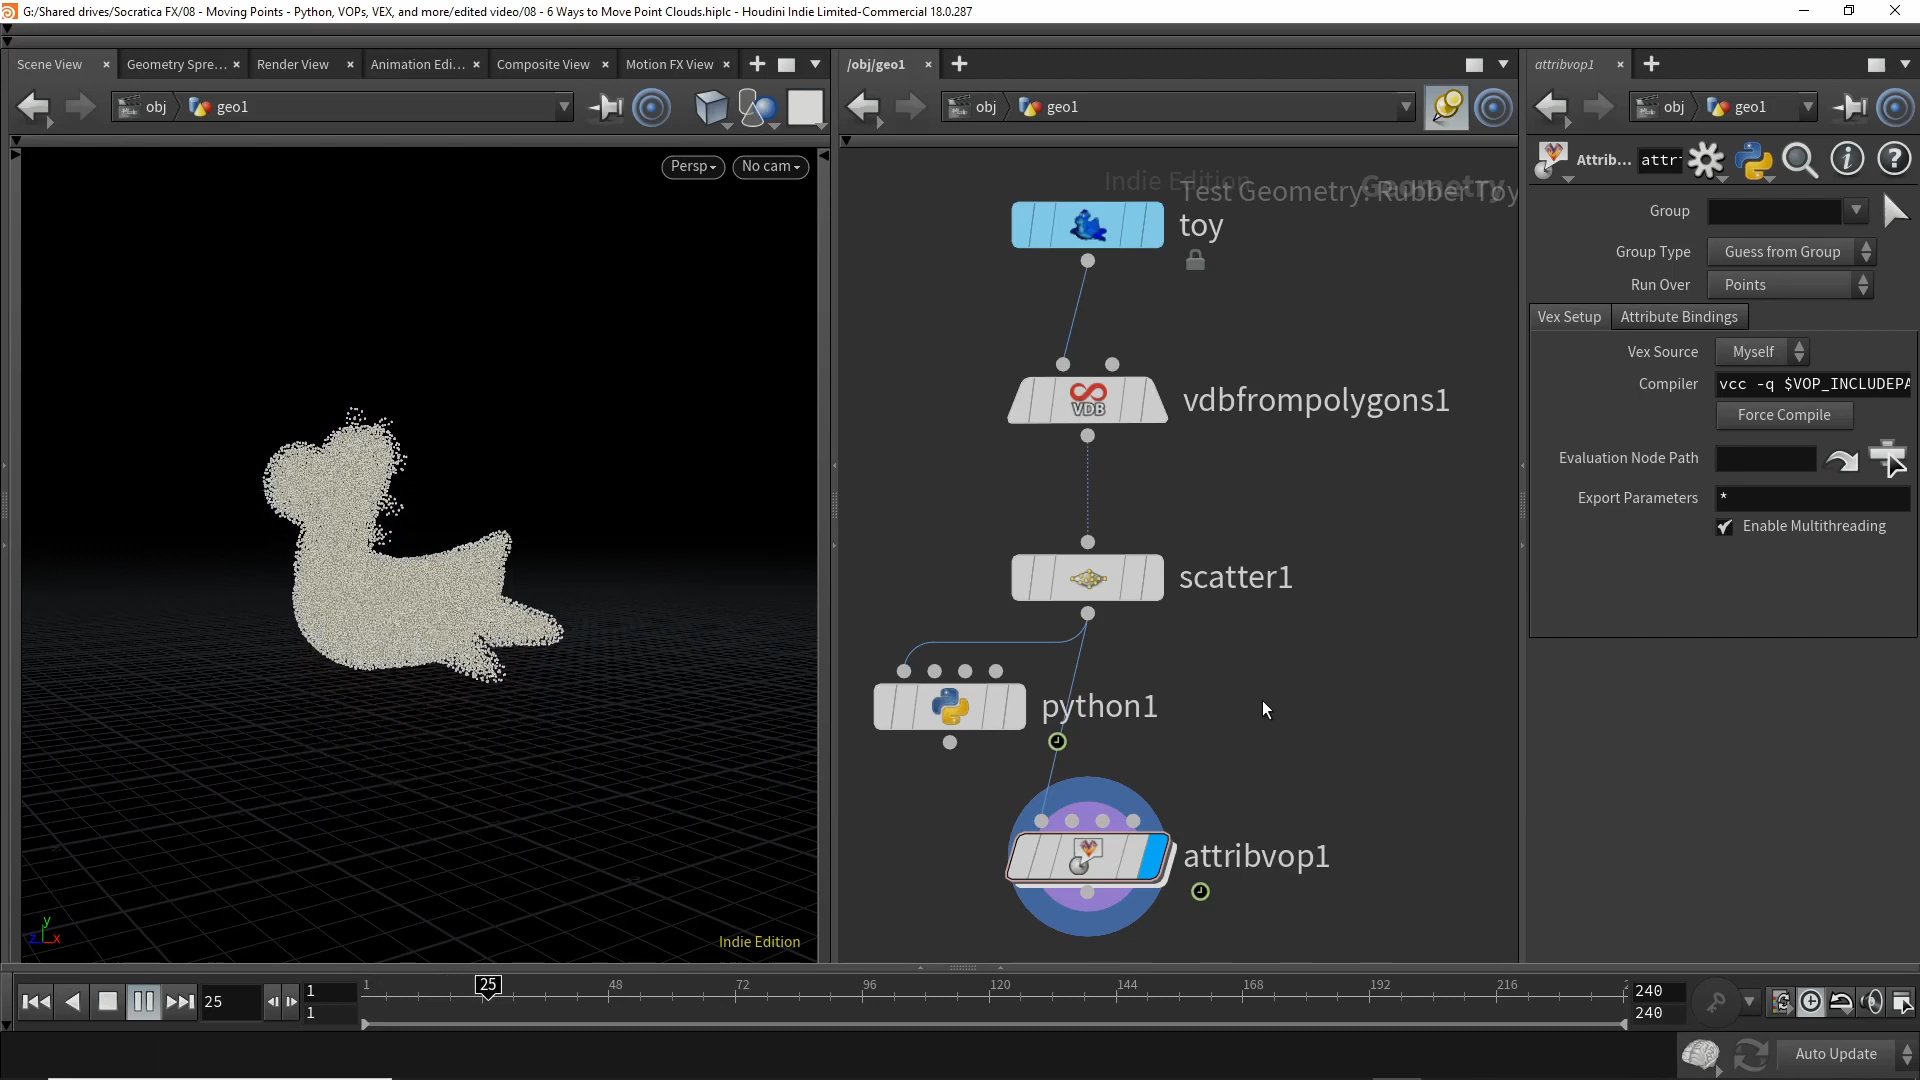 G:/Shared drives/Socratica FX/08 - Moving Points - Python, VOPs, VEX, and more/edited video/08 - 6 Ways to Move Point Clouds.hiplc - Houdini Indie Limited-Commercial 18.0.287
Scene View
Geometry Spre...
Render View
Animation Edi...
Composite View
Motion FX View
/obj/geo1
attribvop1
obj
geo1
obj
geo1
obj
geo1
Persp
No cam
Indie Edition
Geometry
Test Geometry: Rubber Toy
toy
vdbfrompolygons1
VDB
scatter1
python1
attribvop1
Indie Edition
y
z
x
Attrib...
attr
Group
Group Type
Guess from Group
Run Over
Points
Vex Setup
Attribute Bindings
Vex Source
Myself
Compiler
vcc -q $VOP_INCLUDEPA
Force Compile
Evaluation Node Path
Export Parameters
*
Enable Multithreading
25
1
1
1
25
48
72
96
120
144
168
192
216
2
240
240
Auto Update